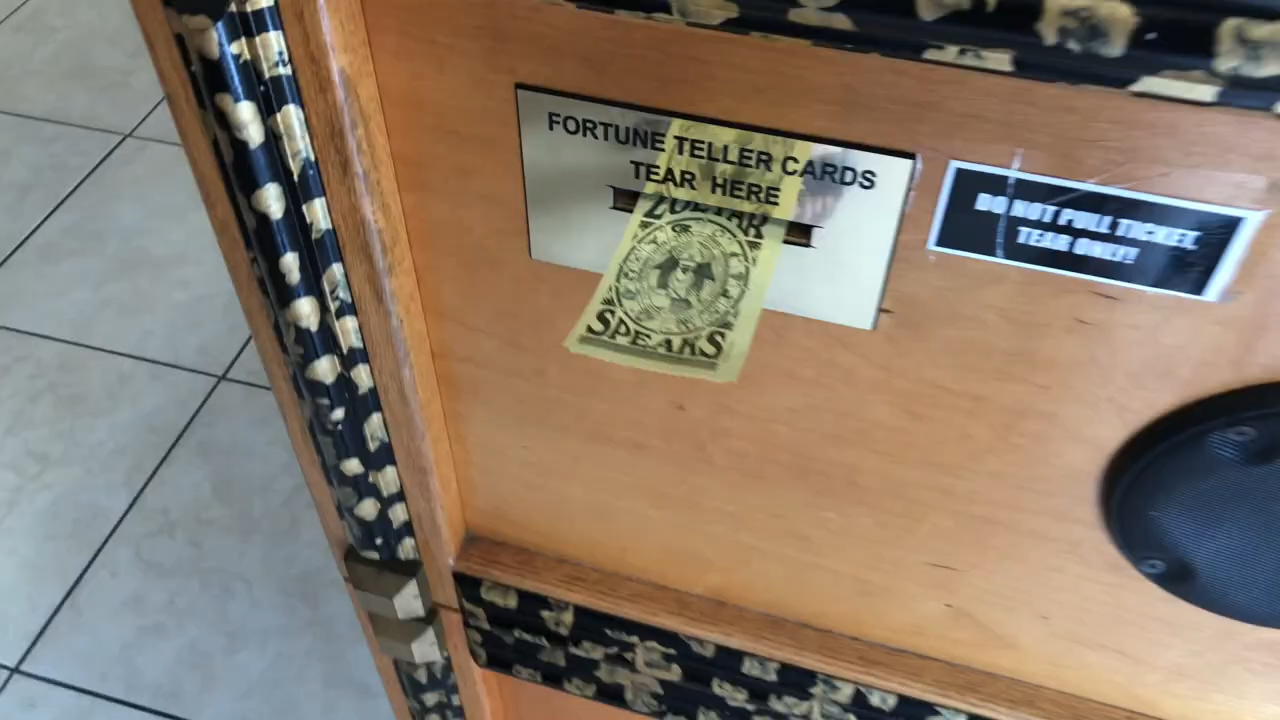 FORTUNE TELLER CARDS
TEAR HERE
ZOLTAR
SPEAKS
DO NOT PULL TICKET,
TEAR ONLY!!